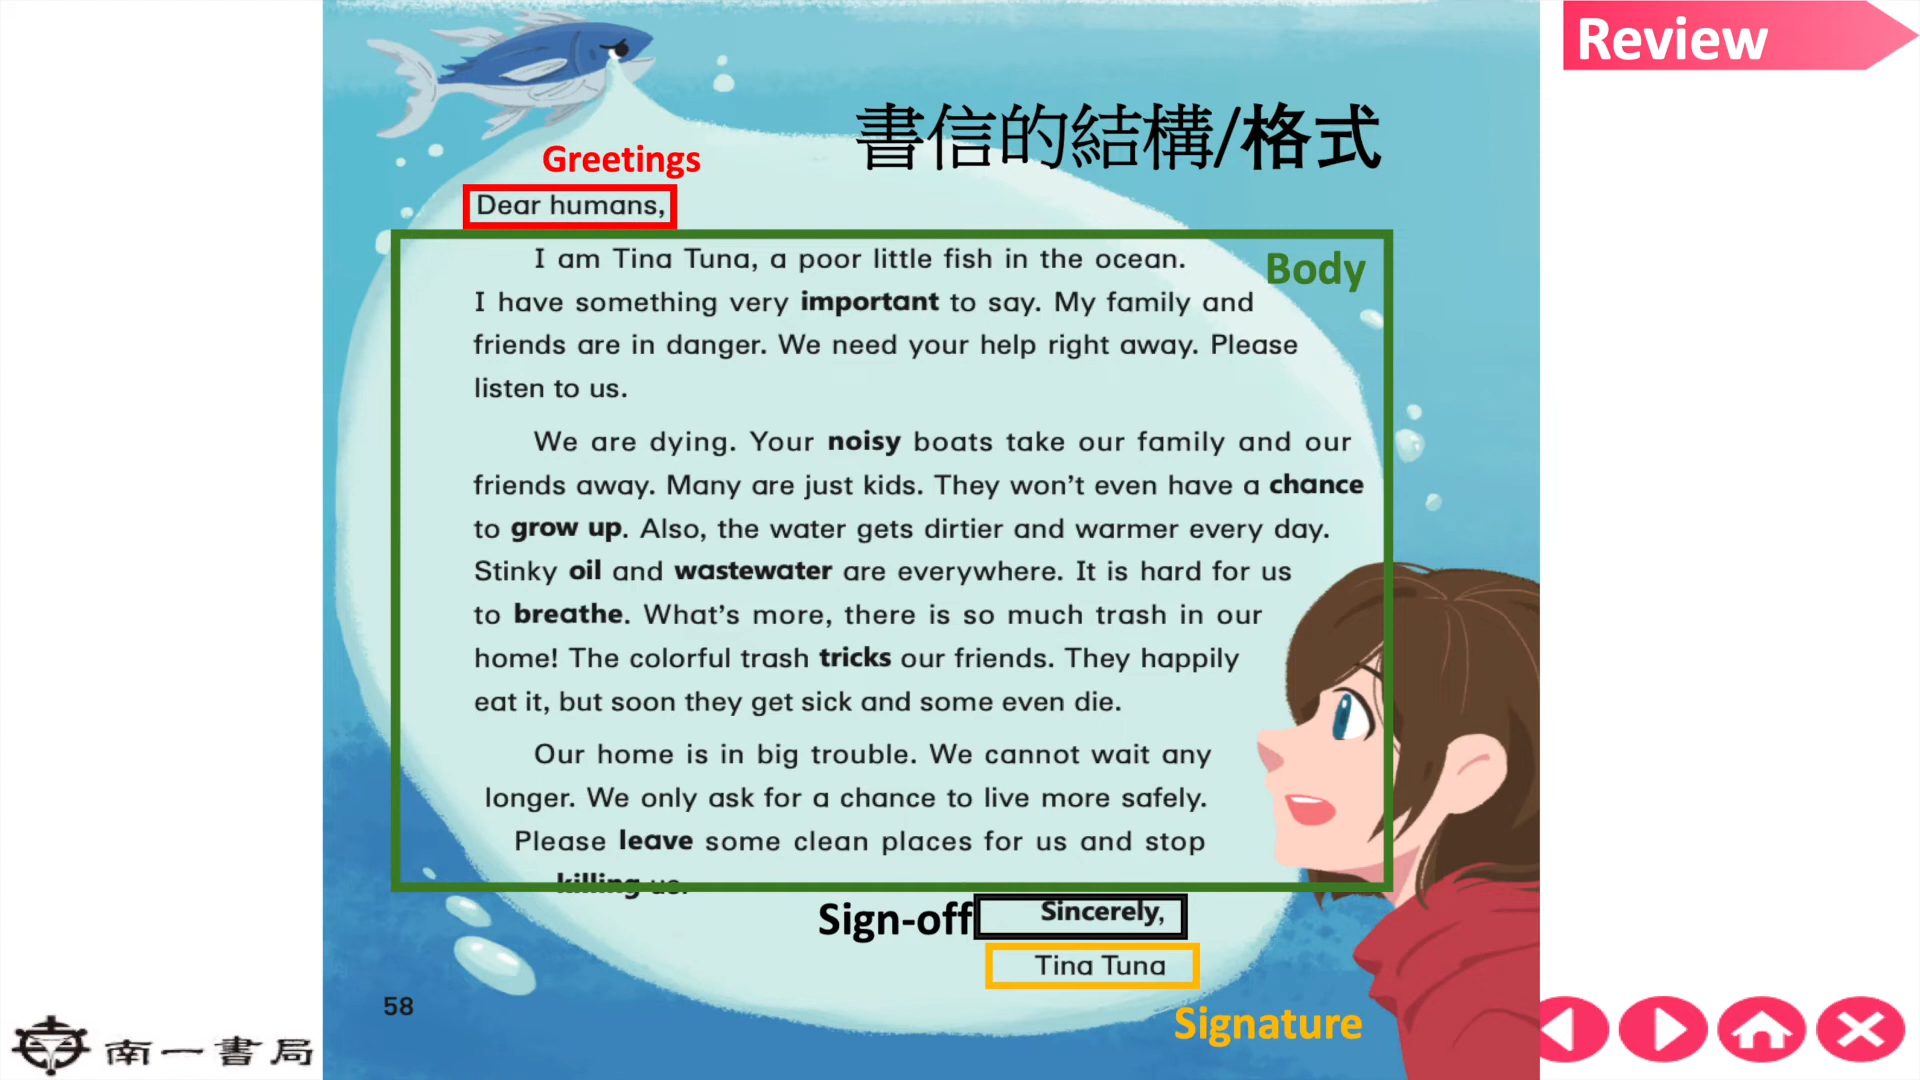 Review
書信的結構/格式
Greetings
Dear humans,
Body
I am Tina Tuna, a poor little fish in the ocean.
I have something very important to say. My family and
friends are in danger. We need your help right away. Please
listen to us.
We are dying. Your noisy boats take our family and our
friends away. Many are just kids. They won't even have a chance
to grow up. Also, the water gets dirtier and warmer every day.
Stinky oil and wastewater are everywhere. It is hard for us
to breathe. What's more, there is so much trash in our
home! The colorful trash tricks our friends. They happily
eat it, but soon they get sick and some even die.
Our home is in big trouble. We cannot wait any
longer. We only ask for a chance to live more safely.
Please leave some clean places for us and stop
killing us.
Sign-off
Sincerely,
Tina Tuna
Signature
58
南一書局